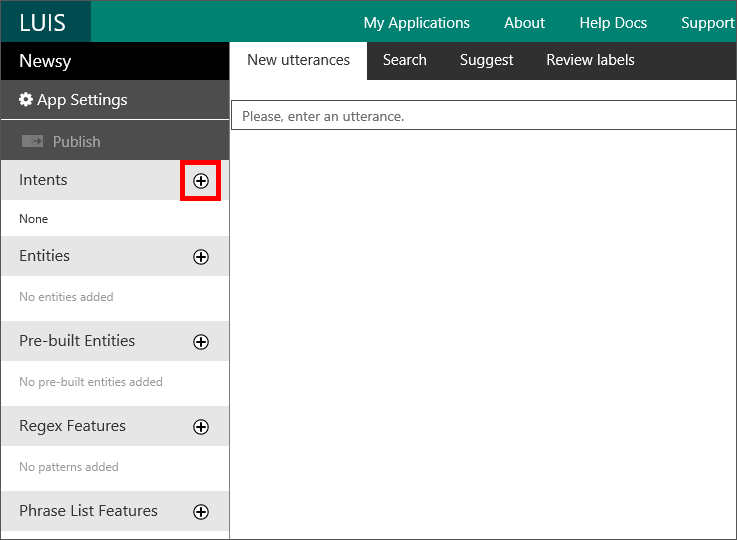 LUIS My Applications About Help Docs Support
Newsy New utterances Search Suggest Review labels
App Settings
Please, enter an utterance.
Publish
Intents
None
Entities
No entities added
Pre-built Entities
No pre-built entities added
Regex Features
No patterns added
Phrase List Features